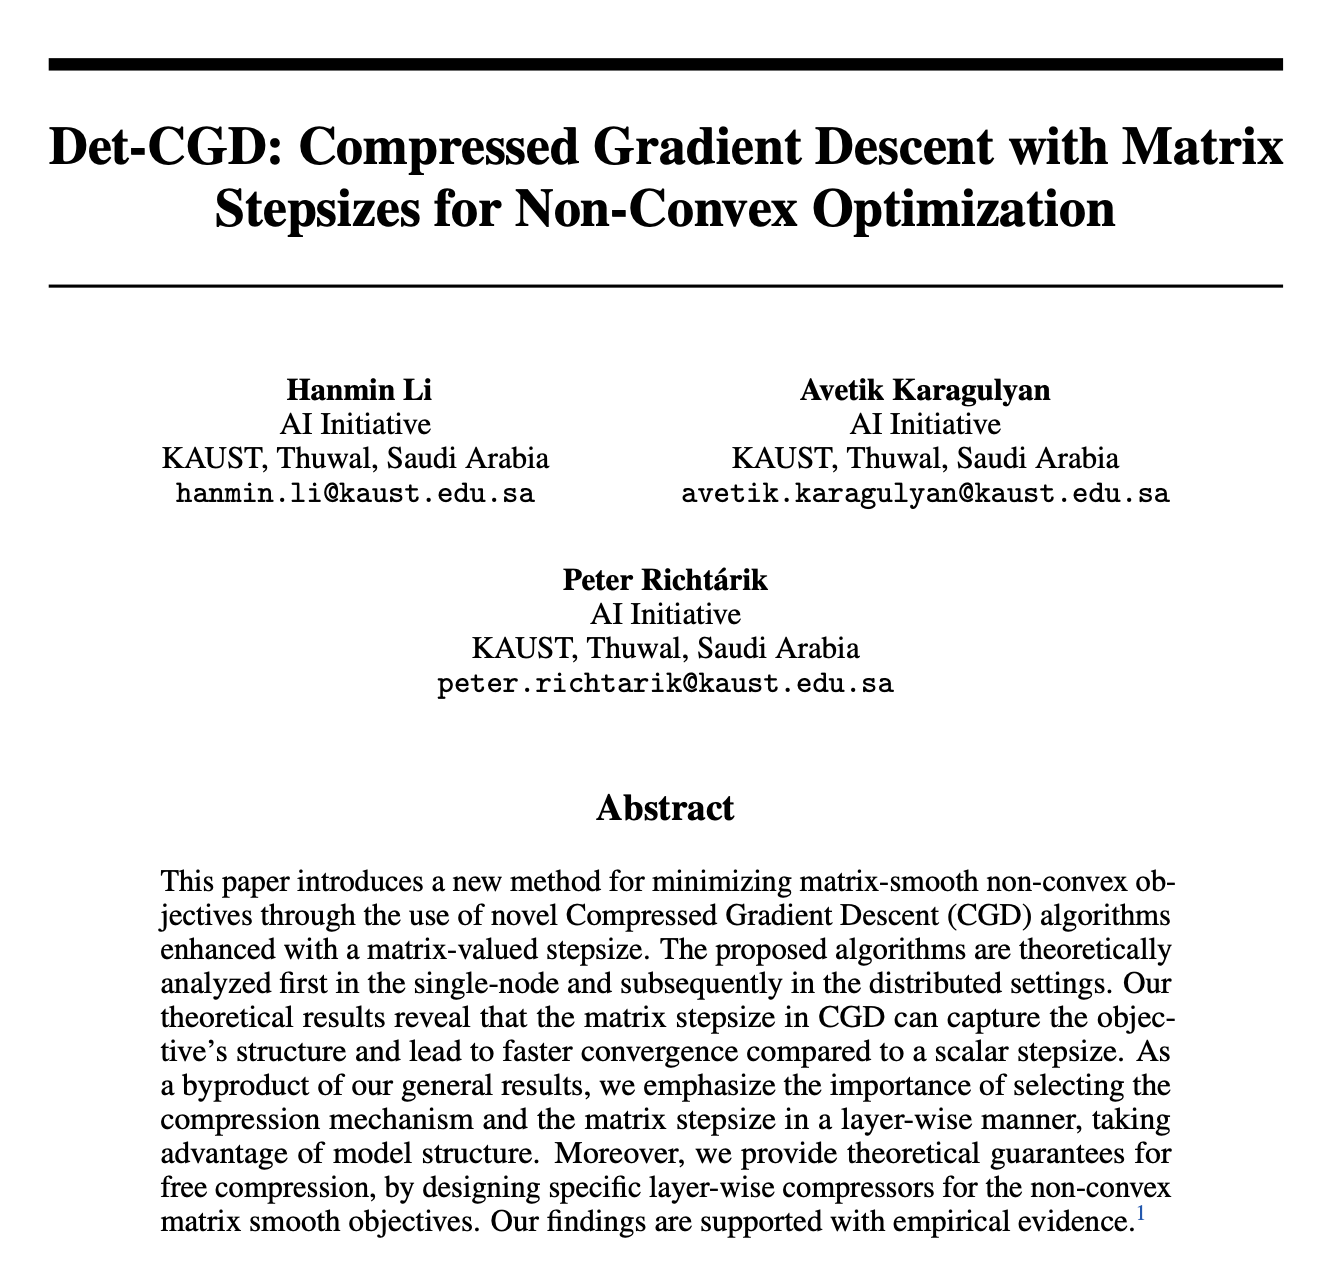 Det-CGD: Compressed Gradient Descent with Matrix
Stepsizes for Non-Convex Optimization
Hanmin Li
AI Initiative
KAUST, Thuwal, Saudi Arabia
hanmin.li@kaust.edu.sa
Avetik Karagulyan
AI Initiative
KAUST, Thuwal, Saudi Arabia
avetik.karagulyan@kaust.edu.sa
Peter Richtárik
AI Initiative
KAUST, Thuwal, Saudi Arabia
peter.richtarik@kaust.edu.sa
Abstract
This paper introduces a new method for minimizing matrix-smooth non-convex ob-
jectives through the use of novel Compressed Gradient Descent (CGD) algorithms
enhanced with a matrix-valued stepsize. The proposed algorithms are theoretically
analyzed first in the single-node and subsequently in the distributed settings. Our
theoretical results reveal that the matrix stepsize in CGD can capture the objec-
tive's structure and lead to faster convergence compared to a scalar stepsize. As
a byproduct of our general results, we emphasize the importance of selecting the
compression mechanism and the matrix stepsize in a layer-wise manner, taking
advantage of model structure. Moreover, we provide theoretical guarantees for
free compression, by designing specific layer-wise compressors for the non-convex
matrix smooth objectives. Our findings are supported with empirical evidence.1